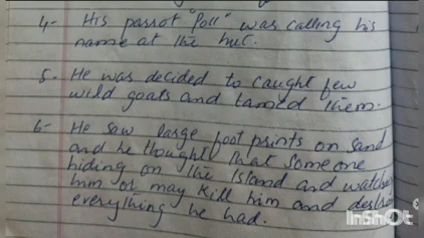 4- His parrot "Poll" was calling his
name at the hut.
5- He was decided to caught few
wild goats and tamed them.
6- He saw large foot prints on sand
and he thought that someone
hiding on the Island and watches
him or may kill him and destroy
everything he had.
InShOt